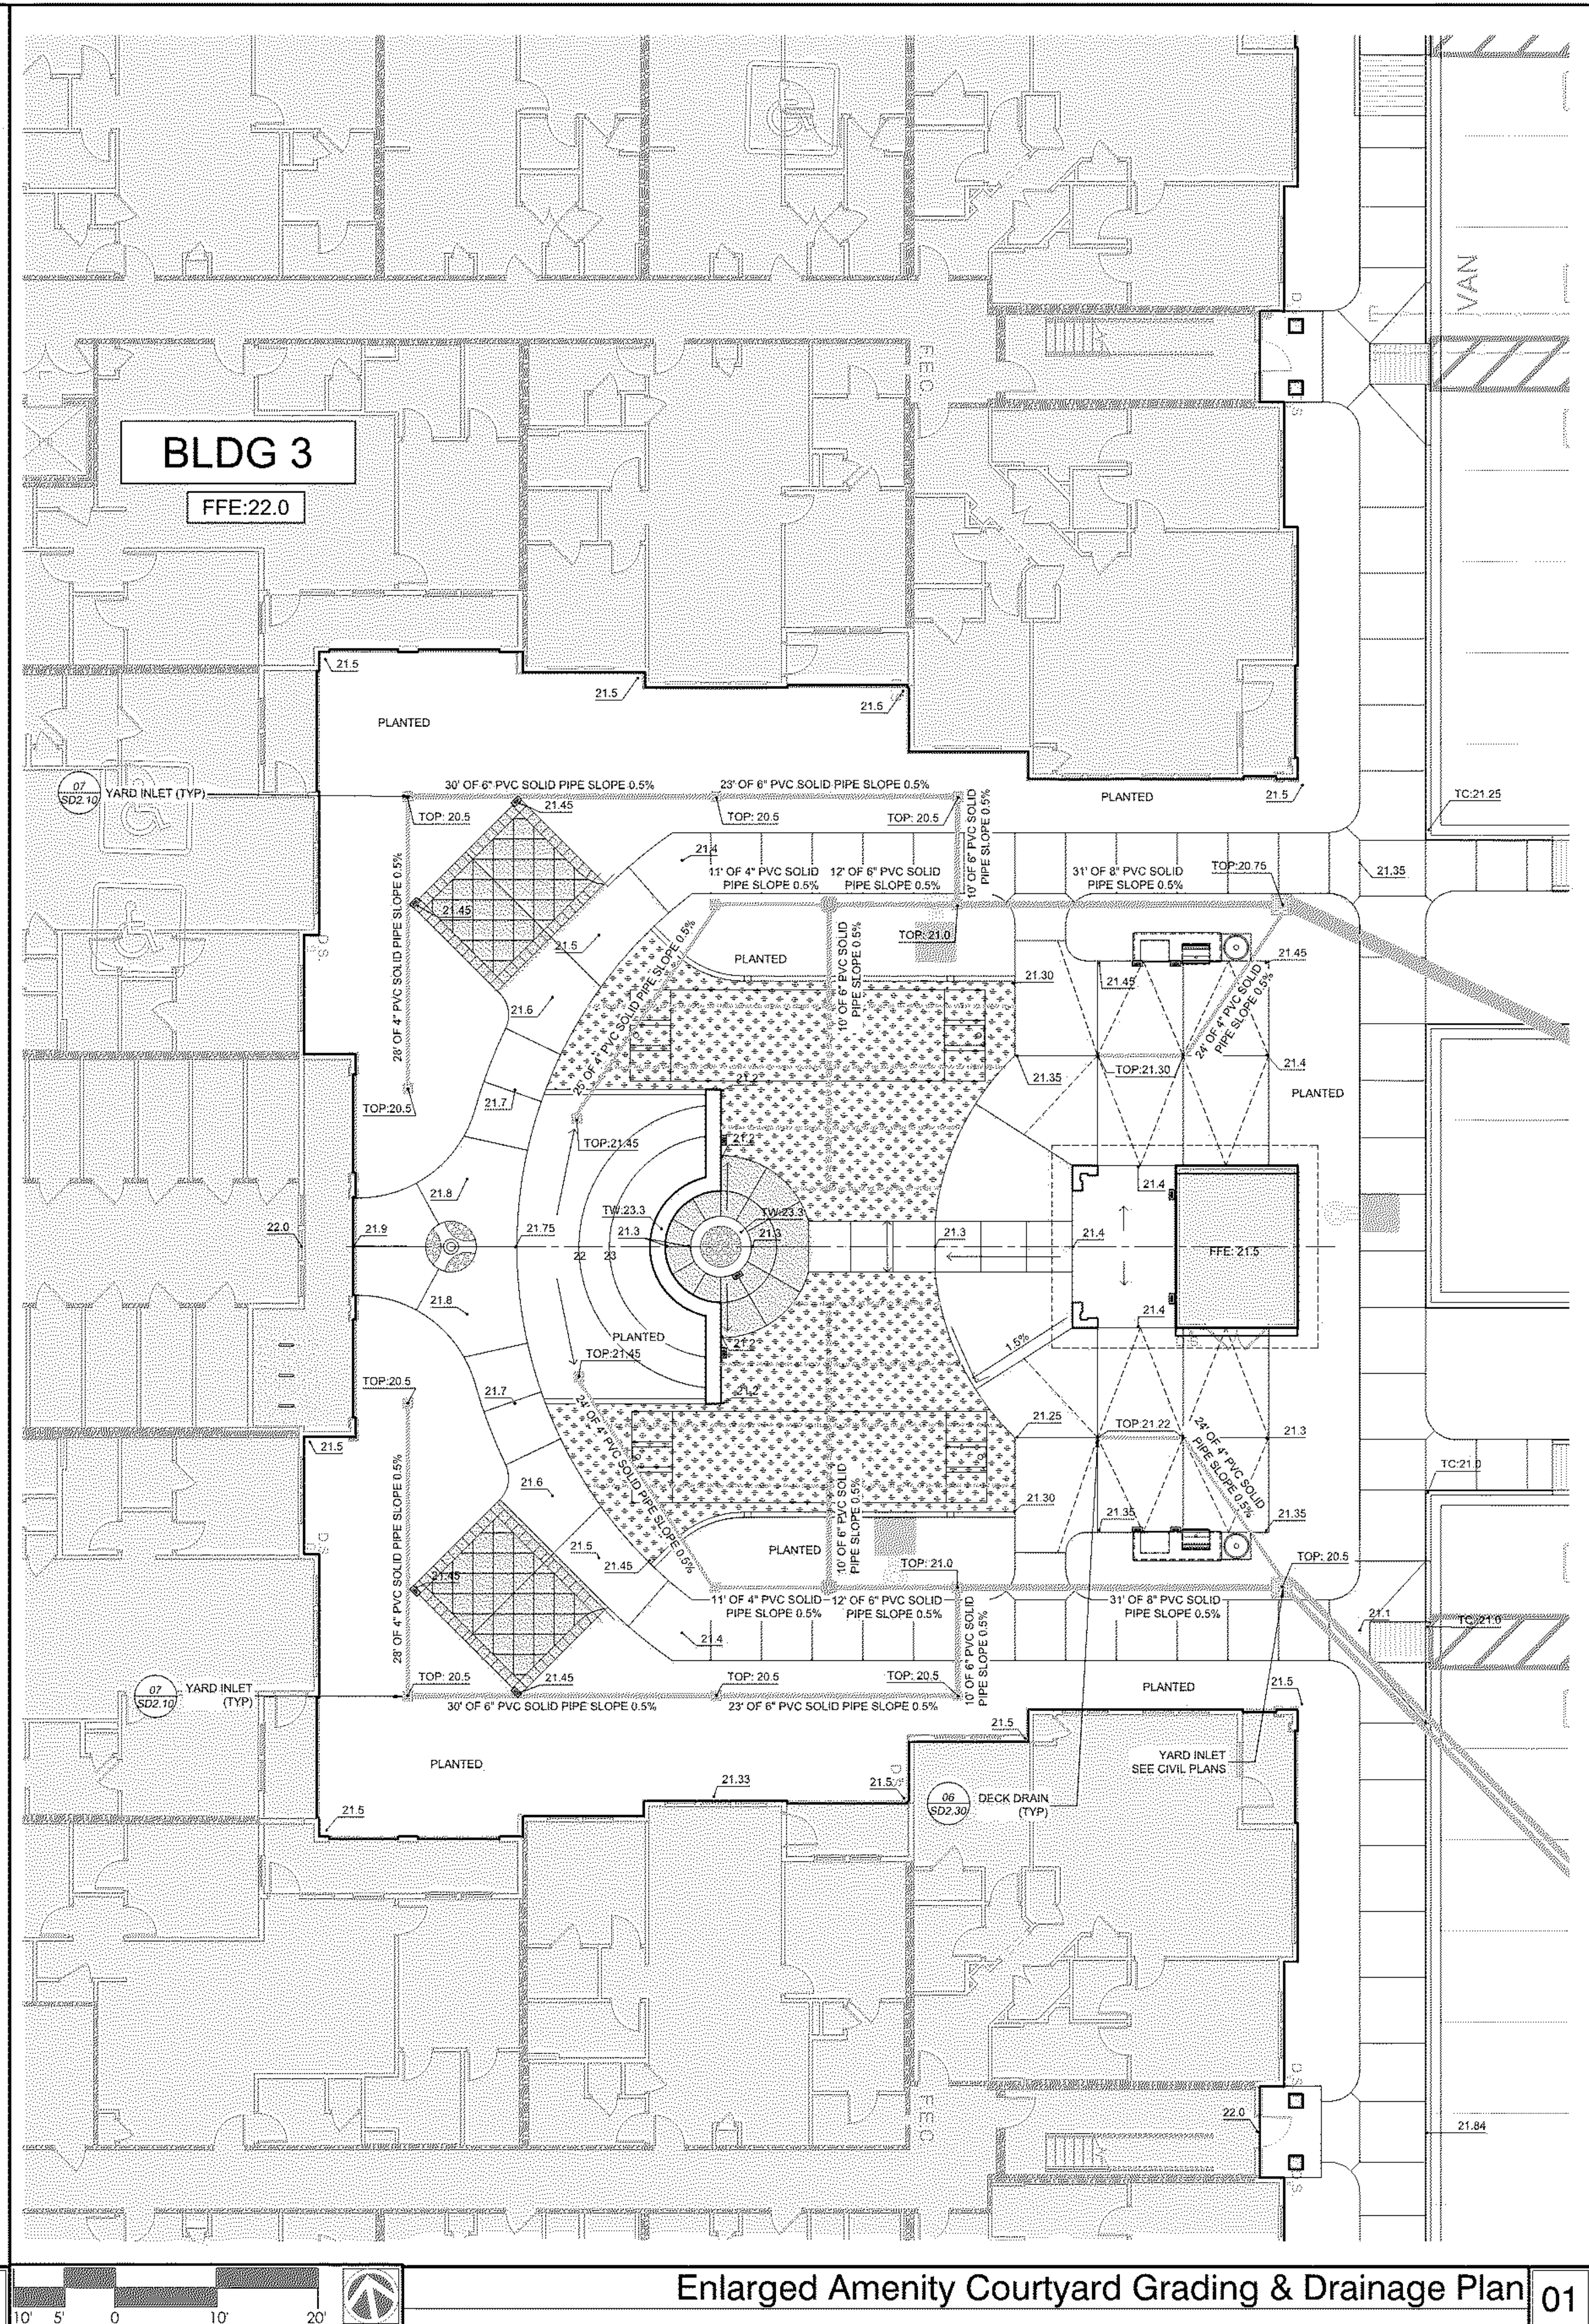 VAN
D.S.
D.S.
FEC
BLDG 3
FFE:22.0
21.5
21.5
21.5
PLANTED
07
SD2.10
YARD INLET (TYP)
30' OF 6" PVC SOLID PIPE SLOPE 0.5%
23' OF 6" PVC SOLID PIPE SLOPE 0.5%
21.45
TOP: 20.5
TOP: 20.5
TOP: 20.5
10' OF 6" PVC SOLID
PIPE SLOPE 0.5%
PLANTED
21.5
TC:21.25
28' OF 4" PVC SOLID PIPE SLOPE 0.5%
21.4
11' OF 4" PVC SOLID
PIPE SLOPE 0.5%
12' OF 6" PVC SOLID
PIPE SLOPE 0.5%
31' OF 8" PVC SOLID
PIPE SLOPE 0.5%
TOP:20.75
21.35
21.45
21.5
D.S.
TOP: 21.0
PLANTED
10' OF 6" PVC SOLID
PIPE SLOPE 0.5%
25' OF 4" PVC SOLID PIPE SLOPE 0.5%
21.30
21.45
21.45
24' OF 4" PVC SOLID
PIPE SLOPE 0.5%
21.6
21.7
TOP:20.5
21.2
21.35
TOP:21.30
21.4
PLANTED
TOP:21.45
21.2
21.8
21.4
TW:23.3
TW:23.3
22.0
21.9
21.75
21.3
21.3
21.3
21.4
FFE: 21.5
22
23
21.8
21.4
PLANTED
21.2
1.5%
TOP:21.45
TOP:20.5
21.7
21.2
21.5
21.25
TOP:21.22
21.3
24' OF 4" PVC SOLID PIPE SLOPE 0.5%
24' OF 4" PVC SOLID
PIPE SLOPE 0.5%
TC:21.0
28' OF 4" PVC SOLID PIPE SLOPE 0.5%
21.6
10' OF 6" PVC SOLID
PIPE SLOPE 0.5%
21.30
21.35
21.35
D.S.
21.5
21.45
PLANTED
TOP: 21.0
TOP: 20.5
21.45
11' OF 4" PVC SOLID
PIPE SLOPE 0.5%
12' OF 6" PVC SOLID
PIPE SLOPE 0.5%
31' OF 8" PVC SOLID
PIPE SLOPE 0.5%
21.1
TC:21.0
21.4
10' OF 6" PVC SOLID
PIPE SLOPE 0.5%
07
SD2.10
YARD INLET
(TYP)
TOP: 20.5
21.45
TOP: 20.5
TOP: 20.5
PLANTED
21.5
30' OF 6" PVC SOLID PIPE SLOPE 0.5%
23' OF 6" PVC SOLID PIPE SLOPE 0.5%
21.5
YARD INLET
SEE CIVIL PLANS
PLANTED
21.33
21.5
06
SD2.30
DECK DRAIN
(TYP)
21.5
FEC
D.S.
22.0
21.84
10' 5' 0 10' 20'
Enlarged Amenity Courtyard Grading & Drainage Plan
01